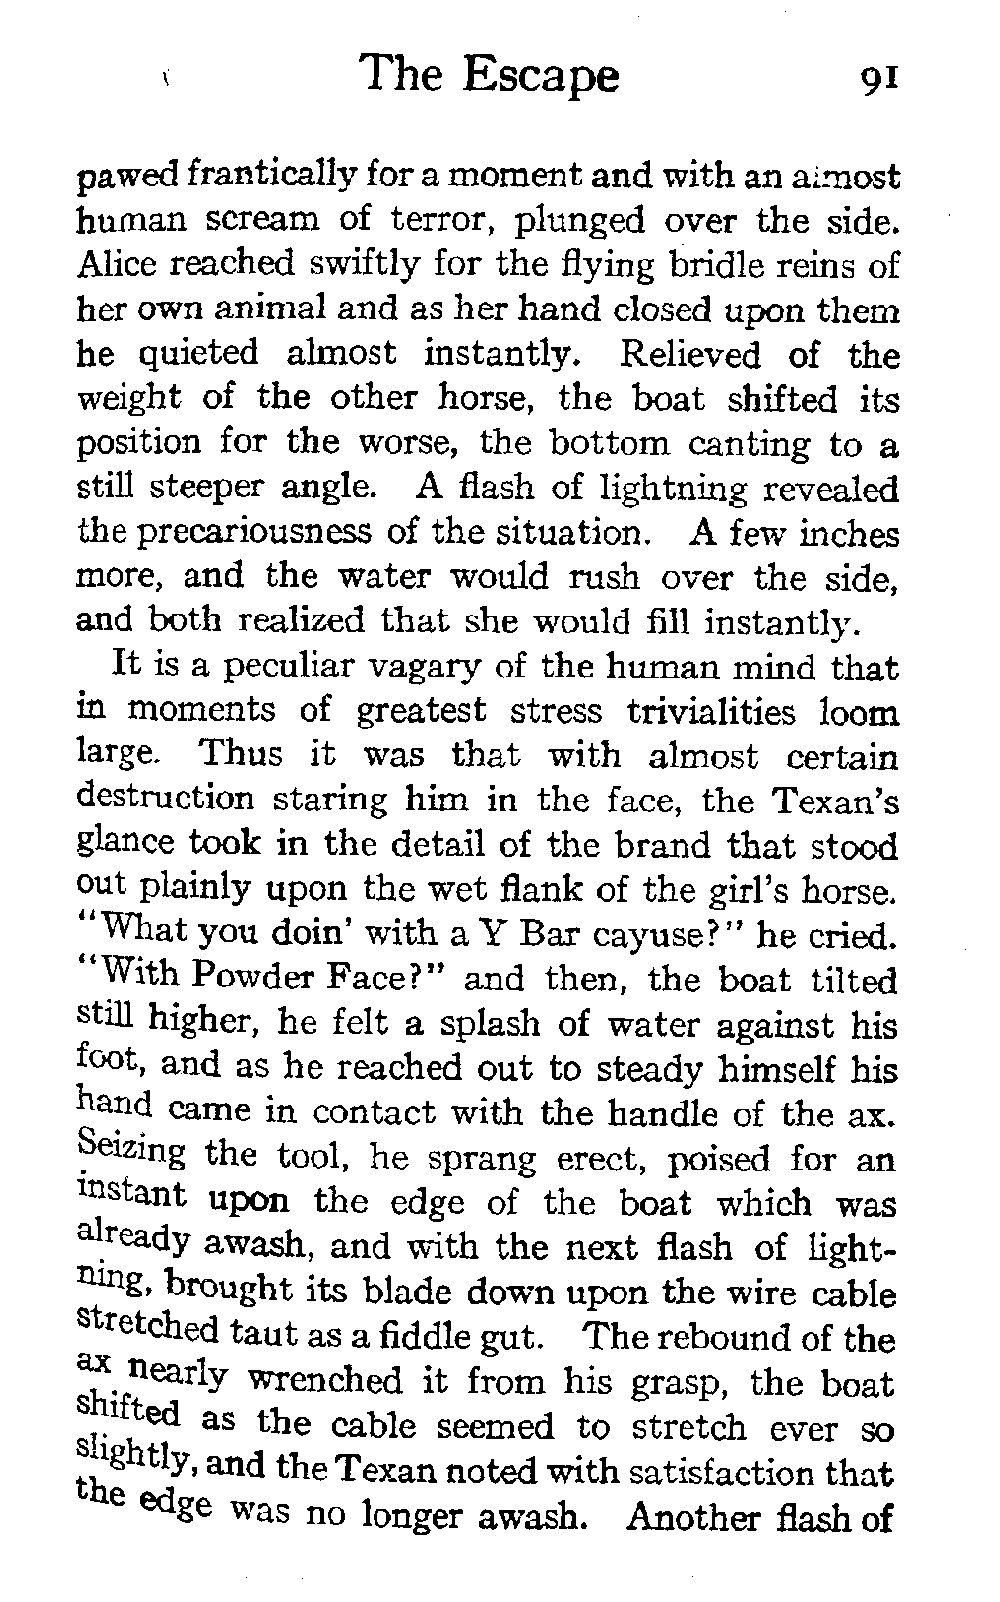 The Escape 91
pawed frantically for a moment and with an almost
human scream of terror, plunged over the side.
Alice reached swiftly for the flying bridle reins of
her own animal and as her hand closed upon them
he quieted almost instantly. Relieved of the
weight of the other horse, the boat shifted its
position for the worse, the bottom canting to a
still steeper angle. A flash of lightning revealed
the precariousness of the situation. A few inches
more, and the water would rush over the side,
and both realized that she would fill instantly.
It is a peculiar vagary of the human mind that
in moments of greatest stress trivialities loom
large. Thus it was that with almost certain
destruction staring him in the face, the Texan's
glance took in the detail of the brand that stood
out plainly upon the wet flank of the girl's horse.
"What you doin' with a Y Bar cayuse?" he cried.
"With Powder Face?" and then, the boat tilted
still higher, he felt a splash of water against his
foot, and as he reached out to steady himself his
hand came in contact with the handle of the ax.
Seizing the tool, he sprang erect, poised for an
instant upon the edge of the boat which was
already awash, and with the next flash of light-
ning, brought its blade down upon the wire cable
stretched taut as a fiddle gut. The rebound of the
ax nearly wrenched it from his grasp, the boat
shifted as the cable seemed to stretch ever so
slightly, and the Texan noted with satisfaction that
the edge was no longer awash. Another flash of